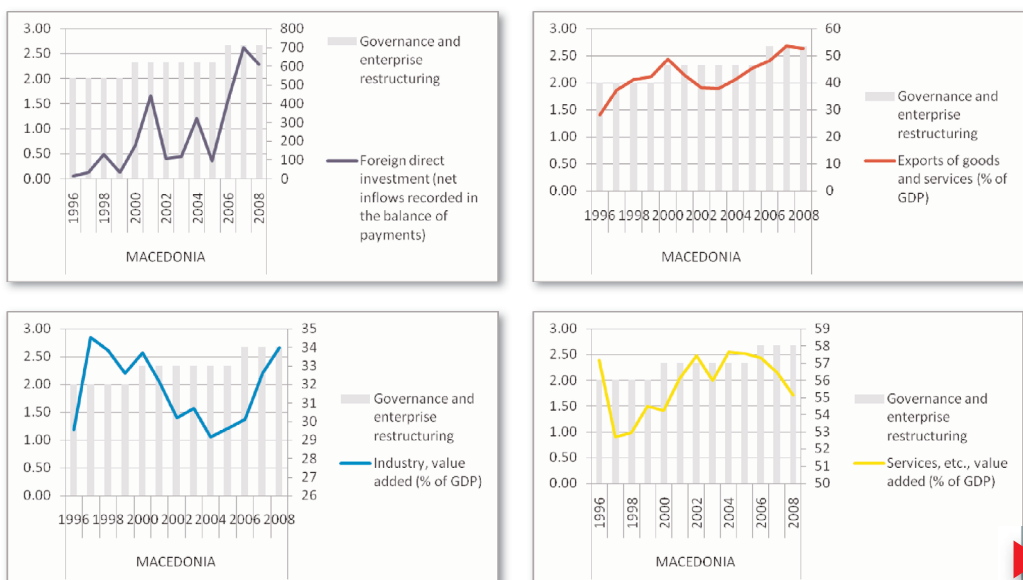 3.00
2.50
2.00
1.50
1.00
0.50
0.00
800
700
600
500
400
300
200
100
0
1996
1998
2000
2002
2004
2006
2008
MACEDONIA
Governance and
enterprise
restructuring
Foreign direct
investment (net
inflows recorded in
the balance of
payments)
3.00
2.50
2.00
1.50
1.00
0.50
0.00
60
50
40
30
20
10
0
1996 1998 2000 2002 2004 2006 2008
MACEDONIA
Governance and
enterprise
restructuring
Exports of goods
and services (% of
GDP)
3.00
2.50
2.00
1.50
1.00
0.50
0.00
35
34
33
32
31
30
29
28
27
26
1996 1998 2000 2002 2004 2006 2008
MACEDONIA
Governance and
enterprise
restructuring
Industry, value
added (% of GDP)
3.00
2.50
2.00
1.50
1.00
0.50
0.00
59
58
57
56
55
54
53
52
51
50
1996
1998
2000
2002
2004
2006
2008
MACEDONIA
Governance and
enterprise
restructuring
Services, etc., value
added (% of GDP)